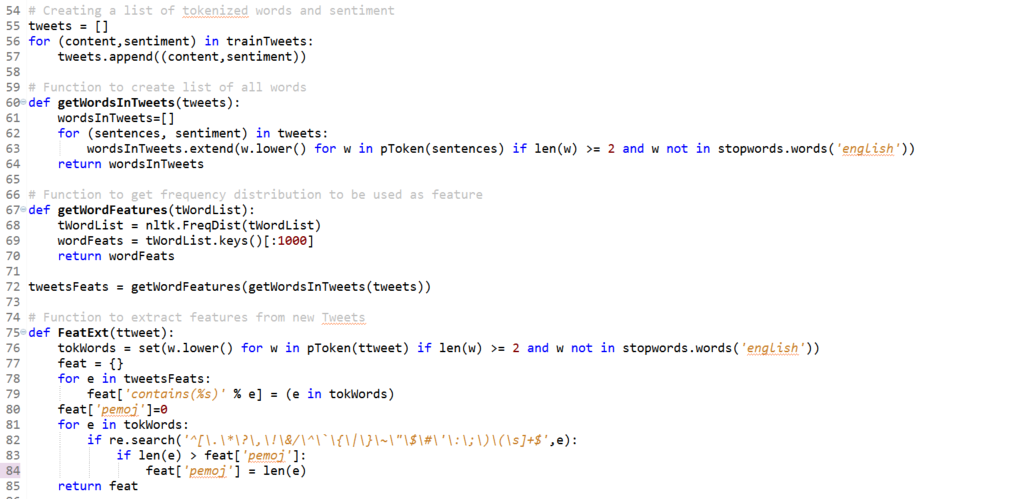 54 # Creating a list of tokenized words and sentiment
55 tweets = []
56 for (content,sentiment) in trainTweets:
57     tweets.append((content,sentiment))
58
59 # Function to create list of all words
60 def getWordsInTweets(tweets):
61     wordsInTweets=[]
62     for (sentences, sentiment) in tweets:
63         wordsInTweets.extend(w.lower() for w in pToken(sentences) if len(w) >= 2 and w not in stopwords.words('english'))
64     return wordsInTweets
65
66 # Function to get frequency distribution to be used as feature
67 def getWordFeatures(tWordList):
68     tWordList = nltk.FreqDist(tWordList)
69     wordFeats = tWordList.keys()[:1000]
70     return wordFeats
71
72 tweetsFeats = getWordFeatures(getWordsInTweets(tweets))
73
74 # Function to extract features from new Tweets
75 def FeatExt(ttweet):
76     tokWords = set(w.lower() for w in pToken(ttweet) if len(w) >= 2 and w not in stopwords.words('english'))
77     feat = {}
78     for e in tweetsFeats:
79         feat['contains(%s)' % e] = (e in tokWords)
80     feat['pemoj']=0
81     for e in tokWords:
82         if re.search('^[\.\*\?\,\!\&/\^\`\{\|\}\~\"\$\#\'\:\;\)\(\s]+$',e):
83             if len(e) > feat['pemoj']:
84                 feat['pemoj'] = len(e)
85     return feat